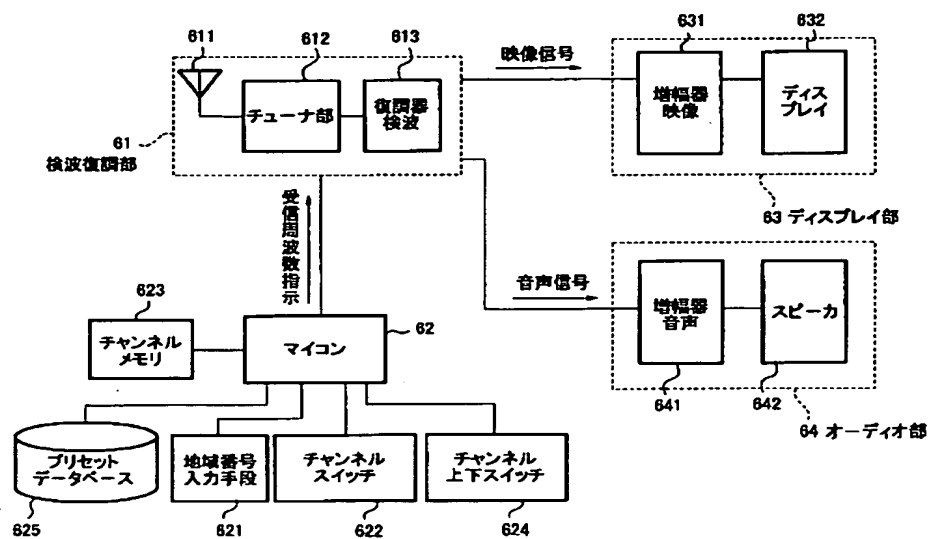 611
612
613
チューナ部
復調器
検波
61
検波復調部
映像信号
631
632
増幅器
映像
ディス
プレイ
63 ディスプレイ部
受信周波数指示
音声信号
増幅器
音声
スピーカ
641
642
64 オーディオ部
623
チャンネル
メモリ
62
マイコン
プリセット
データベース
地域番号
入力手段
チャンネル
スイッチ
チャンネル
上下スイッチ
625
621
622
624